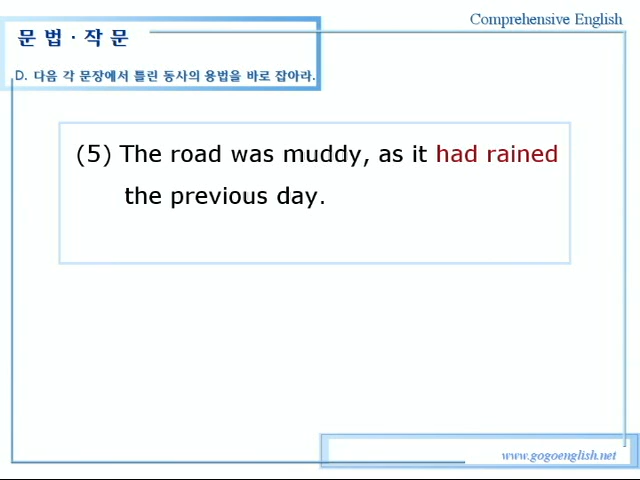 Comprehensive English
문 법 · 작 문
D. 다음 각 문장에서 틀린 동사의 용법을 바로 잡아라.
(5) The road was muddy, as it had rained
the previous day.
www.gogoenglish.net